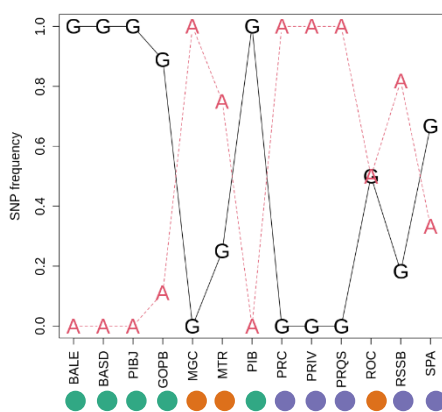 SNP frequency
1.0
0.8
0.6
0.4
0.2
0.0
G G G G G G G G G G G G G
A A A A A A A A A A A A A
BALE
BASD
PIBJ
GOPB
MGC
MTR
PIB
PRC
PRIV
PRQS
ROC
RSSB
SPA